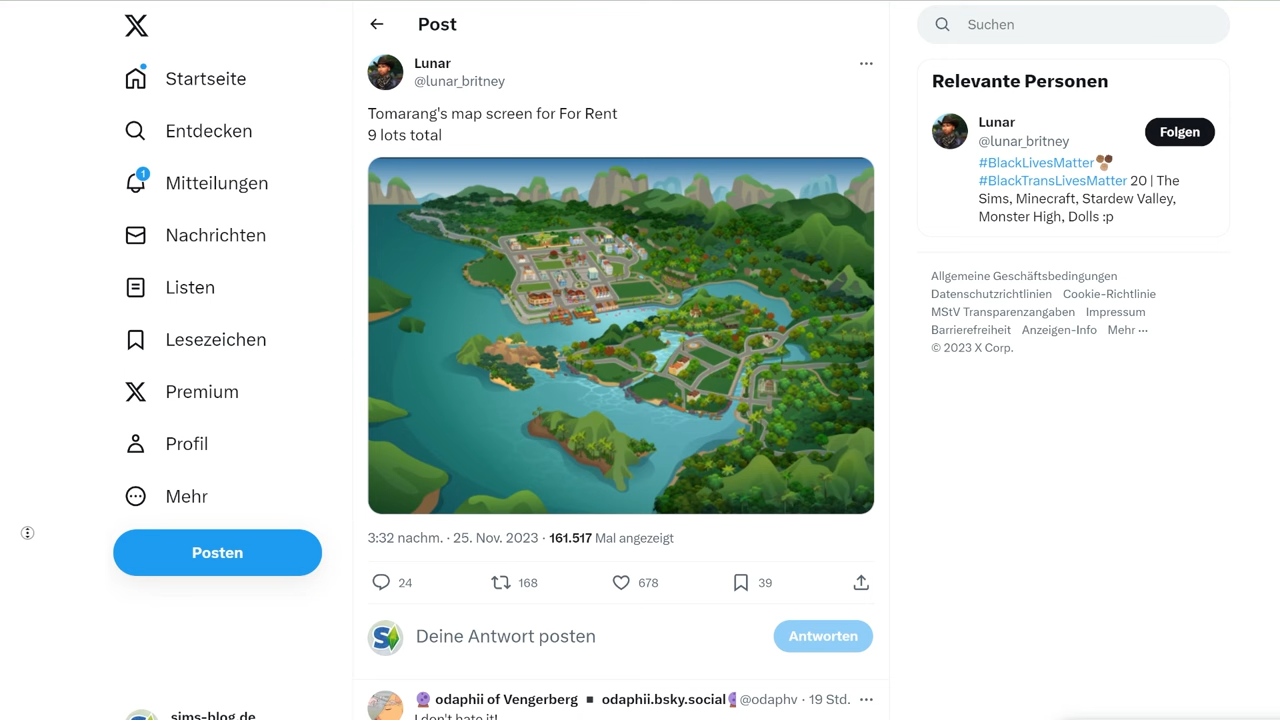 Startseite
Entdecken
1
Mitteilungen
Nachrichten
Listen
Lesezeichen
Premium
Profil
Mehr
Posten
sims-blog.de
Post
Lunar
@lunar_britney
Tomarang's map screen for For Rent
9 lots total
3:32 nachm. · 25. Nov. 2023 · 161.517 Mal angezeigt
24 168 678 39
Deine Antwort posten
Antworten
odaphii of Vengerberg ▪ odaphii.bsky.social @odaphv · 19 Std.
I don't hate it!
Suchen
Relevante Personen
Lunar
@lunar_britney
Folgen
#BlackLivesMatter
#BlackTransLivesMatter 20 | The
Sims, Minecraft, Stardew Valley,
Monster High, Dolls :p
Allgemeine Geschäftsbedingungen
Datenschutzrichtlinien Cookie-Richtlinie
MStV Transparenzangaben Impressum
Barrierefreiheit Anzeigen-Info Mehr ···
© 2023 X Corp.